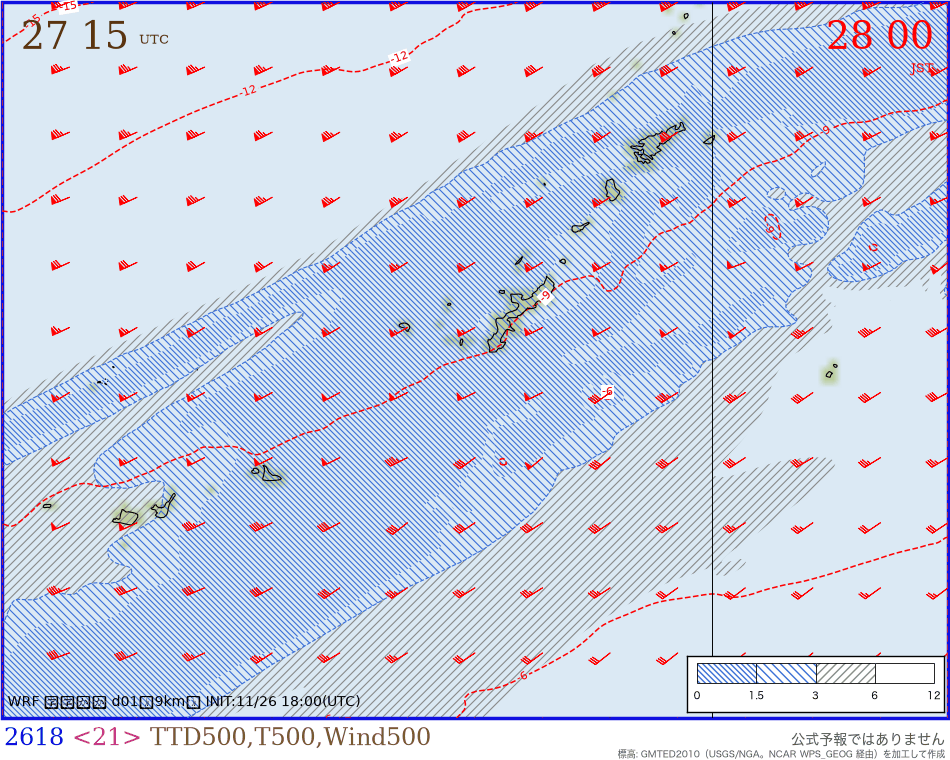 -15
-15
27 15 UTC
28 00
JST
-12
-12
-9
-9
-9
-6
-6
WRF d01 9km INIT:11/26 18:00(UTC)
0 1.5 3 6 12
2618 <21> TTD500,T500,Wind500
公式予報ではありません
標高: GMTED2010（USGS/NGA。NCAR WPS_GEOG 経由）を加工して作成